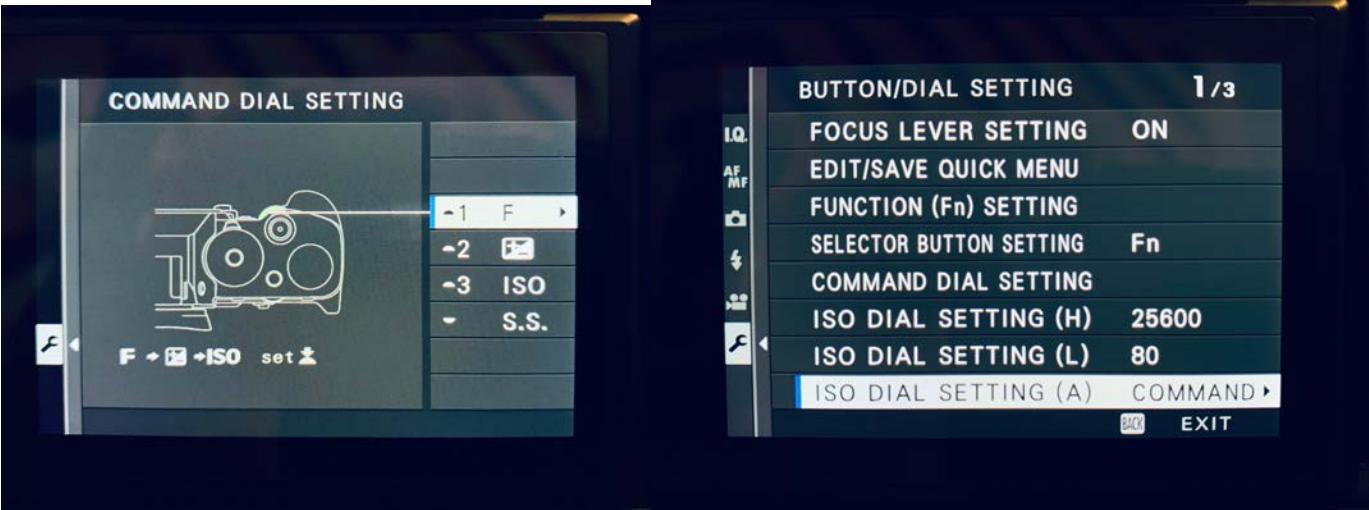 COMMAND DIAL SETTING
1 F
2
3 ISO
S.S.
F ISO set
BUTTON/DIAL SETTING 1/3
I.Q.
FOCUS LEVER SETTING ON
AF
MF
EDIT/SAVE QUICK MENU
FUNCTION (Fn) SETTING
SELECTOR BUTTON SETTING Fn
COMMAND DIAL SETTING
ISO DIAL SETTING (H) 25600
ISO DIAL SETTING (L) 80
ISO DIAL SETTING (A) COMMAND
BACK EXIT